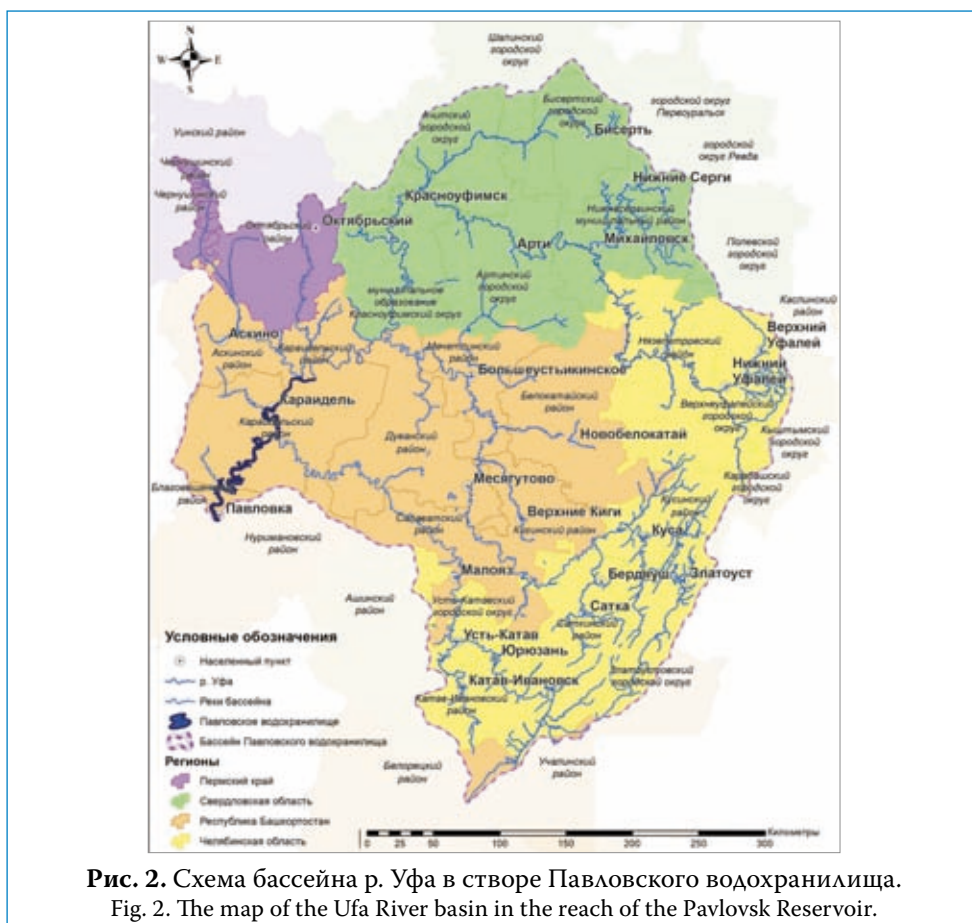 N
W E
S
Шалинский
городской
округ
Бисертский
городской
округ
городской округ
Первоуральск
Ачитский
городской
округ
Бисерть
Уинский район
городской
округ Ревда
Чернушинский
район
Нижние Серги
Красноуфимск
Нижнесергинский
муниципальный район
Октябрьский
район
Октябрьский
Арти
Михайловск
Полевской
городской
округ
Артинский
городской
округ
муниципальное
образование
Красноуфимский округ
Каслинский
район
Верхний
Уфалей
Аскино
Аскинский
район
Караидельский
район
Мечетлинский
район
Нязепетровский
район
Большеустьикинское
Нижний
Уфалей
Белокатайский
район
Верхнеуфалейский
городской
округ
Караидель
Караидельский
район
Дуванский
район
Новобелокатай
Кыштымский
городской
округ
Карабашский
городской
округ
Месягутово
Павловка
Верхние Киги
Кигинский район
Кусинский
район
Куса
Салаватский
район
Нуримановский
район
Малояз
Бердяуш
Златоуст
Ашинский
район
Усть-Катавский
городской округ
Сатка
Саткинский
район
Усть-Катав
Юрюзань
Златоустовский
городской округ
Катав-Ивановск
Катав-Ивановский
район
Белорецкий
район
Учалинский
район
Условные обозначения
Населенный пункт
р. Уфа
Реки бассейна
Павловское водохранилище
Бассейн Павловского водохранилища
Регионы
Пермский край
Свердловская область
Республика Башкортостан
Челябинская область
Километры
0 25 50 100 150 200 250 300
Рис. 2. Схема бассейна р. Уфа в створе Павловского водохранилища.
Fig. 2. The map of the Ufa River basin in the reach of the Pavlovsk Reservoir.